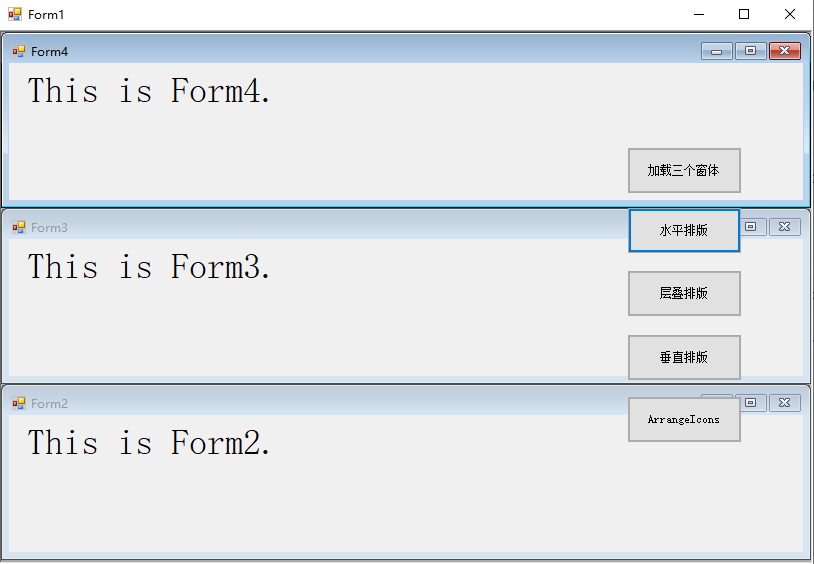 Form1
Form4
This is Form4.
加载三个窗体
Form3
水平排版
This is Form3.
层叠排版
垂直排版
Form2
ArrangeIcons
This is Form2.